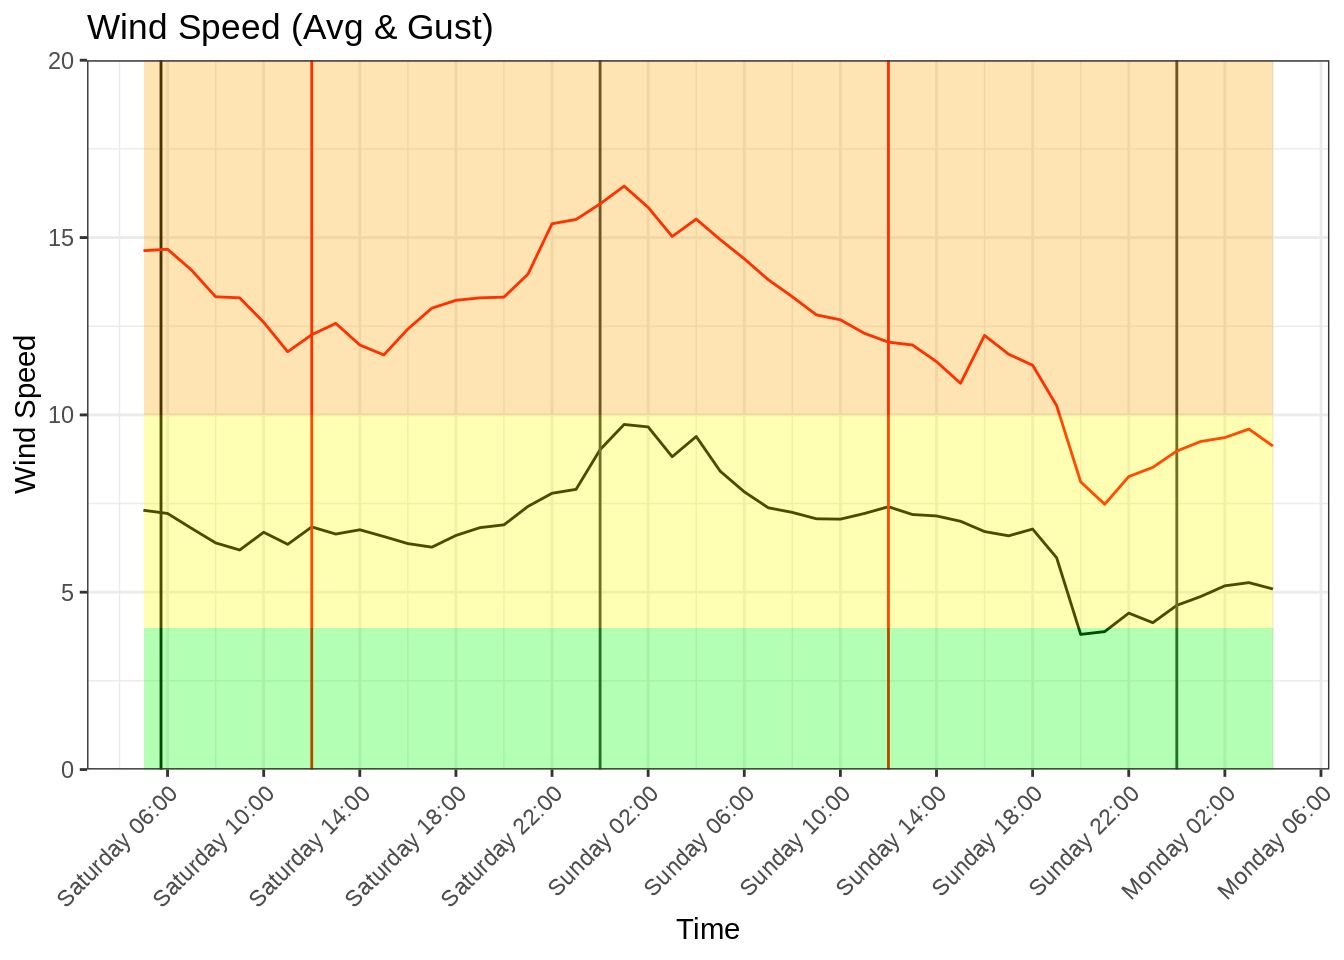 Wind Speed (Avg & Gust)
20
15
10
5
0
Wind Speed
Saturday 06:00
Saturday 10:00
Saturday 14:00
Saturday 18:00
Saturday 22:00
Sunday 02:00
Sunday 06:00
Sunday 10:00
Sunday 14:00
Sunday 18:00
Sunday 22:00
Monday 02:00
Monday 06:00
Time